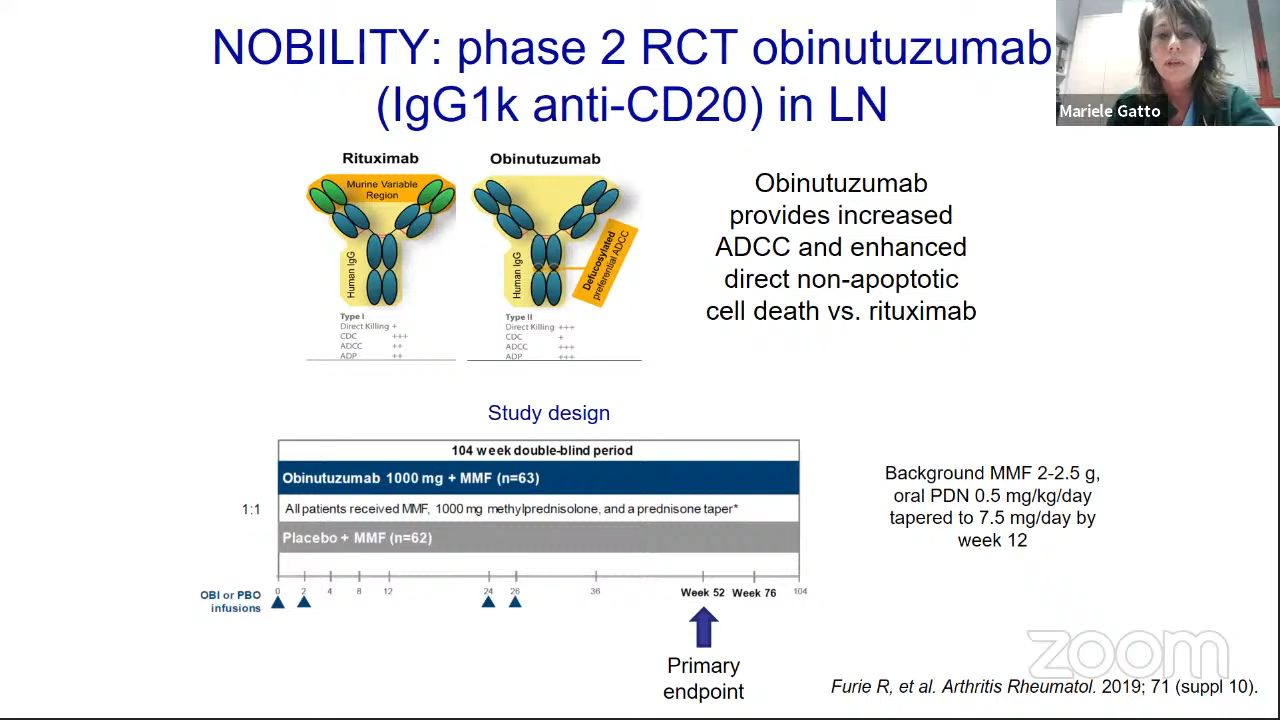 NOBILITY: phase 2 RCT obinutuzumab
(IgG1k anti-CD20) in LN
Mariele Gatto
Rituximab
Murine Variable
Region
Human IgG
Type I
Direct Killing +
CDC +++
ADCC ++
ADP ++
Obinutuzumab
Human IgG
Defucosylated
preferential ADCC
Type II
Direct Killing +++
CDC +
ADCC +++
ADP +++
Obinutuzumab
provides increased
ADCC and enhanced
direct non-apoptotic
cell death vs. rituximab
Study design
104 week double-blind period
Obinutuzumab 1000 mg + MMF (n=63)
1:1
All patients received MMF, 1000 mg methylprednisolone, and a prednisone taper*
Placebo + MMF (n=62)
0 2 4 8 12 24 26 36 Week 52 Week 76 104
OBI or PBO
infusions
Primary
endpoint
Background MMF 2-2.5 g,
oral PDN 0.5 mg/kg/day
tapered to 7.5 mg/day by
week 12
zoom
Furie R, et al. Arthritis Rheumatol. 2019; 71 (suppl 10).